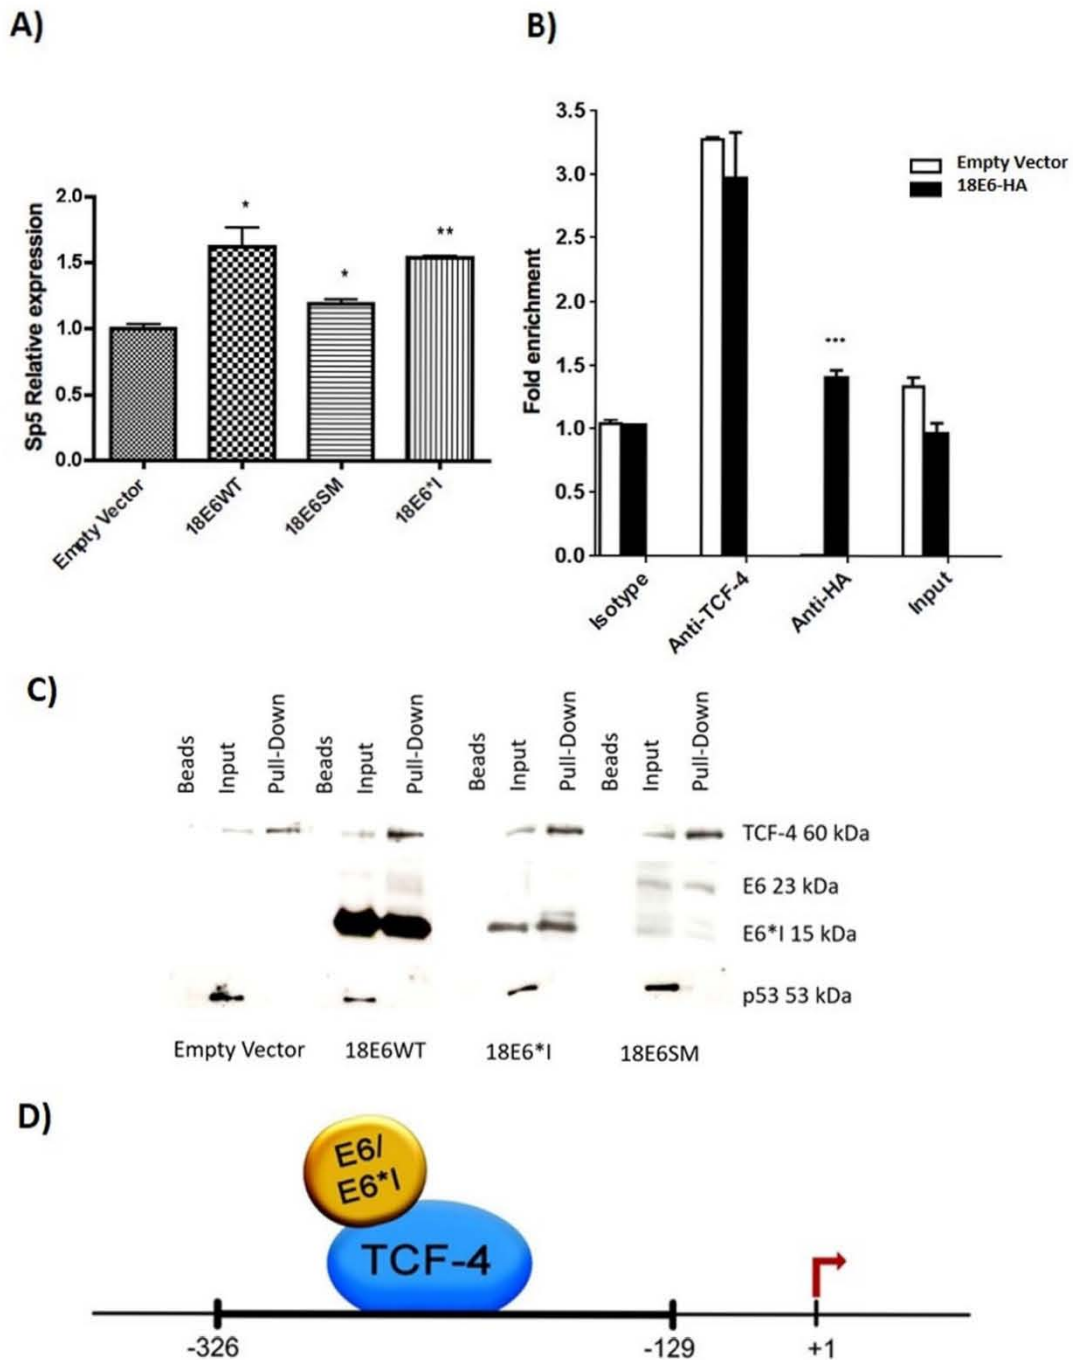 A)
Sp5 Relative expression
2.0
1.5
1.0
0.5
0.0
*
*
**
Empty Vector
18E6WT
18E6SM
18E6*I
B)
Fold enrichment
3.5
3.0
2.5
2.0
1.5
1.0
0.5
0.0
Empty Vector
18E6-HA
***
Isotype
Anti-TCF-4
Anti-HA
Input
C)
Beads
Input
Pull-Down
Beads
Input
Pull-Down
Beads
Input
Pull-Down
Beads
Input
Pull-Down
TCF-4 60 kDa
E6 23 kDa
E6*I 15 kDa
p53 53 kDa
Empty Vector
18E6WT
18E6*I
18E6SM
D)
E6/
E6*I
TCF-4
-326
-129
+1